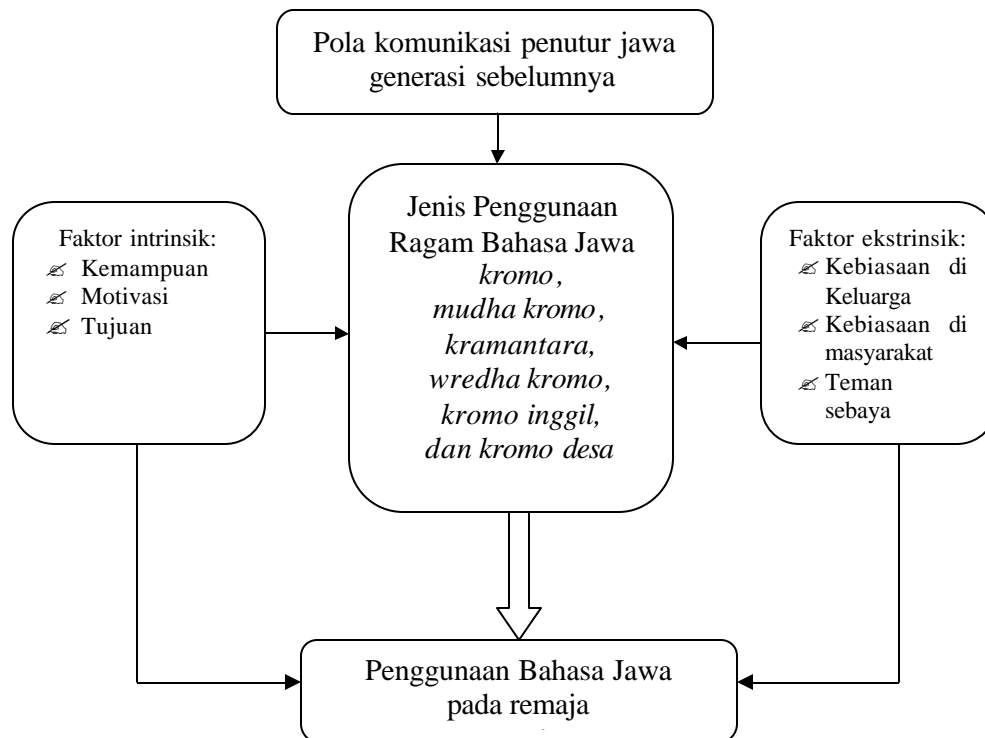 Pola komunikasi penutur jawa
generasi sebelumnya
Jenis Penggunaan
Ragam Bahasa Jawa
kromo,
mudha kromo,
kramantara,
wredha kromo,
kromo inggil,
dan kromo desa
Faktor intrinsik:
Kemampuan
Motivasi
Tujuan
Faktor ekstrinsik:
Kebiasaan di
Keluarga
Kebiasaan di
masyarakat
Teman
sebaya
Penggunaan Bahasa Jawa
pada remaja